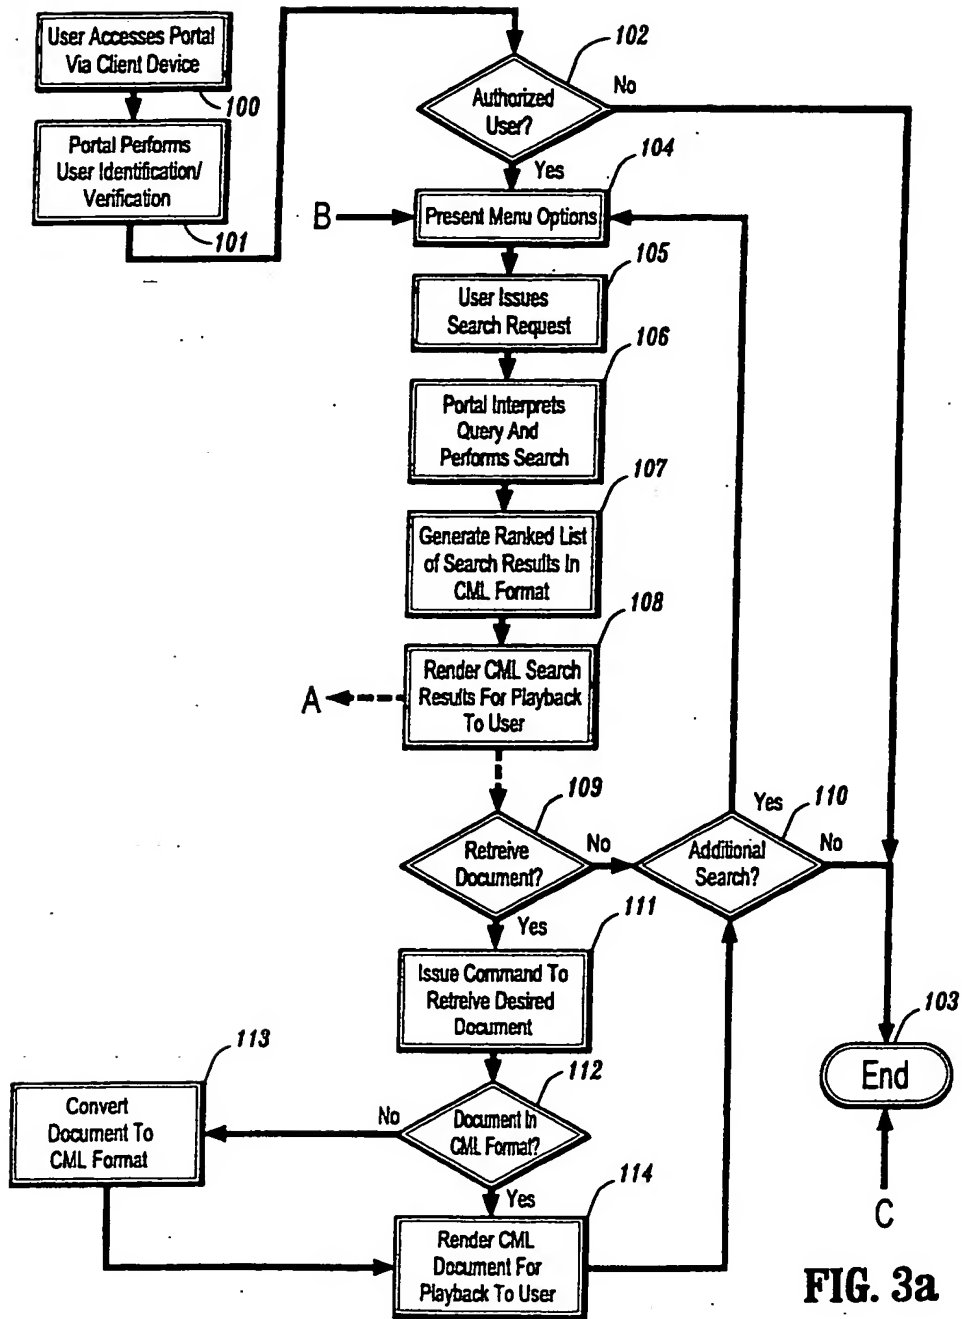 User Accesses Portal
Via Client Device
100
Portal Performs
User Identification/
Verification
101
102
Authorized
User?
No
Yes
104
B
Present Menu Options
105
User Issues
Search Request
106
Portal Interprets
Query And
Performs Search
107
Generate Ranked List
of Search Results In
CML Format
108
Render CML Search
Results For Playback
To User
A
109
Retreive
Document?
No
Yes
110
Additional
Search?
Yes
No
111
Issue Command To
Retreive Desired
Document
103
End
C
112
Document In
CML Format?
No
Yes
113
Convert
Document To
CML Format
114
Render CML
Document For
Playback To User
FIG. 3a